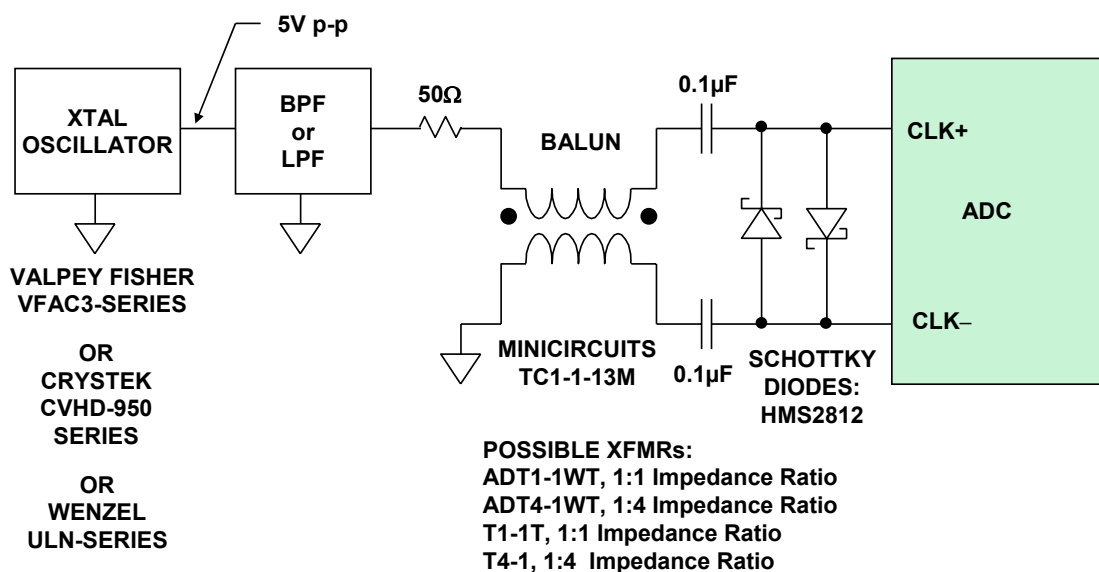 5V p-p
XTAL
OSCILLATOR
BPF
or
LPF
50Ω
BALUN
0.1µF
CLK+
ADC
CLK−
VALPEY FISHER
VFAC3-SERIES
OR
CRYSTEK
CVHD-950
SERIES
OR
WENZEL
ULN-SERIES
MINICIRCUITS
TC1-1-13M
0.1µF
SCHOTTKY
DIODES:
HMS2812
POSSIBLE XFMRs:
ADT1-1WT, 1:1 Impedance Ratio
ADT4-1WT, 1:4 Impedance Ratio
T1-1T, 1:1 Impedance Ratio
T4-1, 1:4 Impedance Ratio